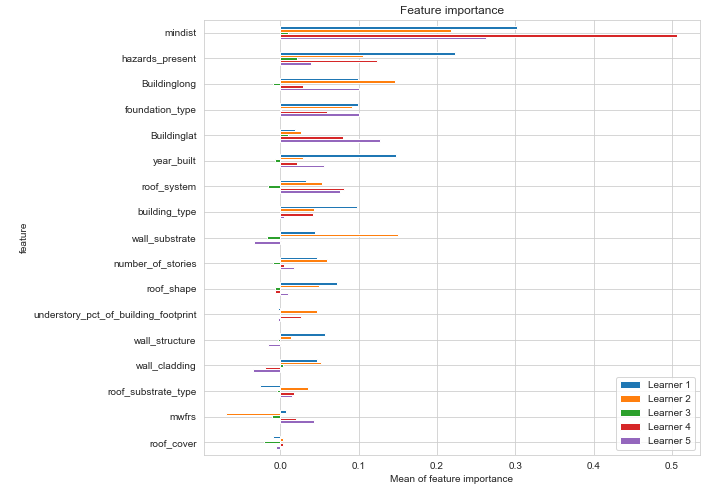 Feature importance
mindist
hazards_present
Buildinglong
foundation_type
Buildinglat
year_built
roof_system
building_type
wall_substrate
number_of_stories
roof_shape
understory_pct_of_building_footprint
wall_structure
wall_cladding
roof_substrate_type
mwfrs
roof_cover
feature
Learner 1
Learner 2
Learner 3
Learner 4
Learner 5
0.0 0.1 0.2 0.3 0.4 0.5
Mean of feature importance